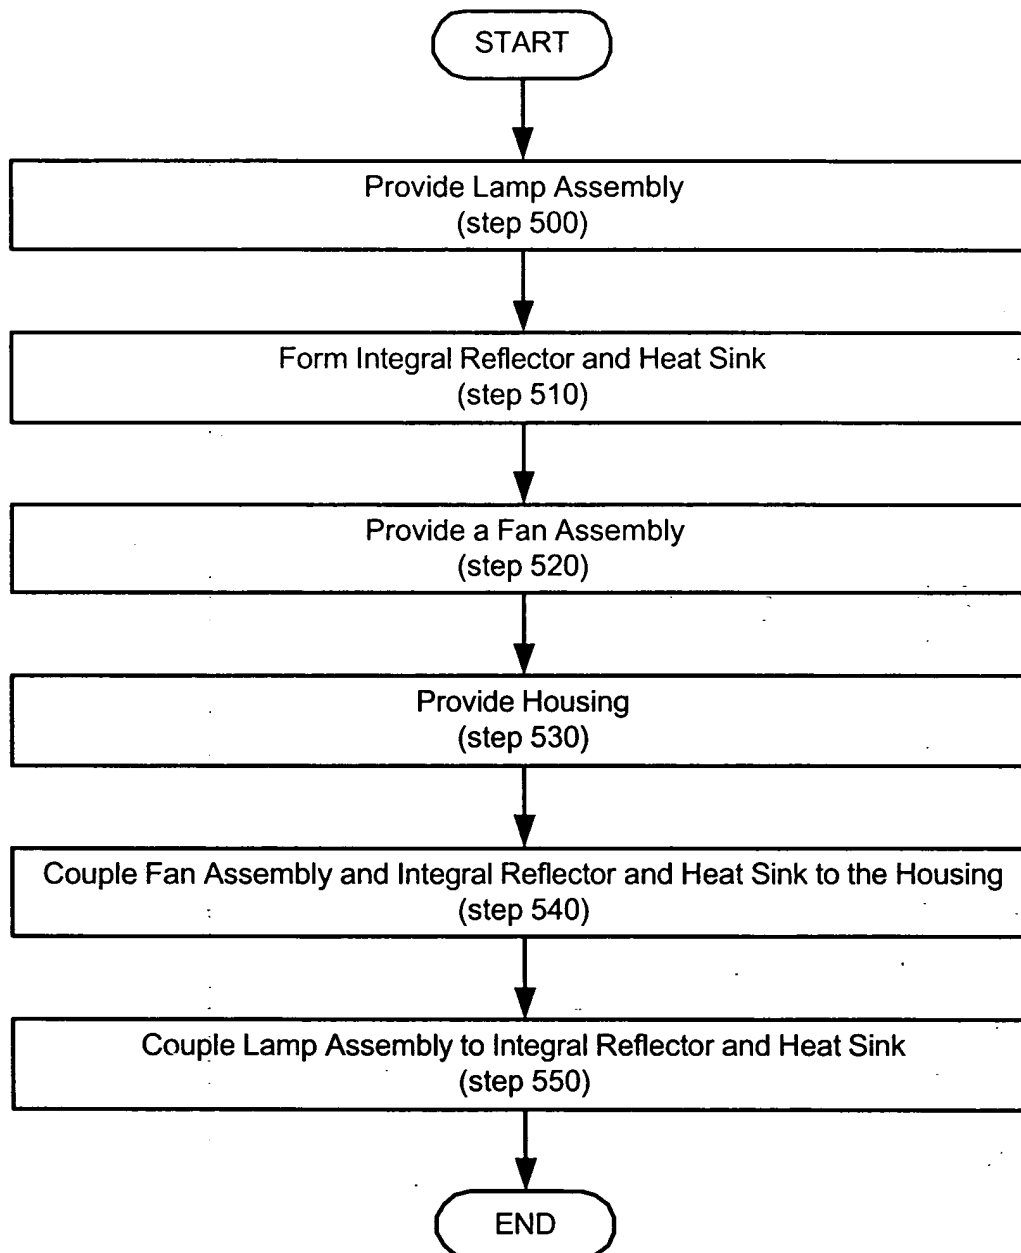 START
Provide Lamp Assembly
(step 500)
Form Integral Reflector and Heat Sink
(step 510)
Provide a Fan Assembly
(step 520)
Provide Housing
(step 530)
Couple Fan Assembly and Integral Reflector and Heat Sink to the Housing
(step 540)
Couple Lamp Assembly to Integral Reflector and Heat Sink
(step 550)
END